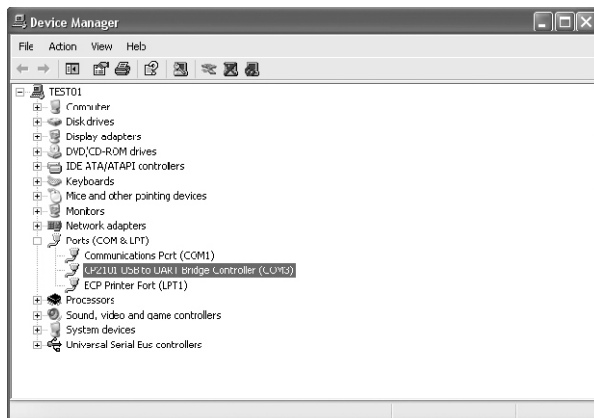 Device Manager
File Action View Help
TEST01
Computer
Disk drives
Display adapters
DVD/CD-ROM drives
IDE ATA/ATAPI controllers
Keyboards
Mice and other pointing devices
Monitors
Network adapters
Ports (COM & LPT)
Communications Port (COM1)
CP2101 USB to UART Bridge Controller (COM3)
ECP Printer Port (LPT1)
Processors
Sound, video and game controllers
System devices
Universal Serial Bus controllers